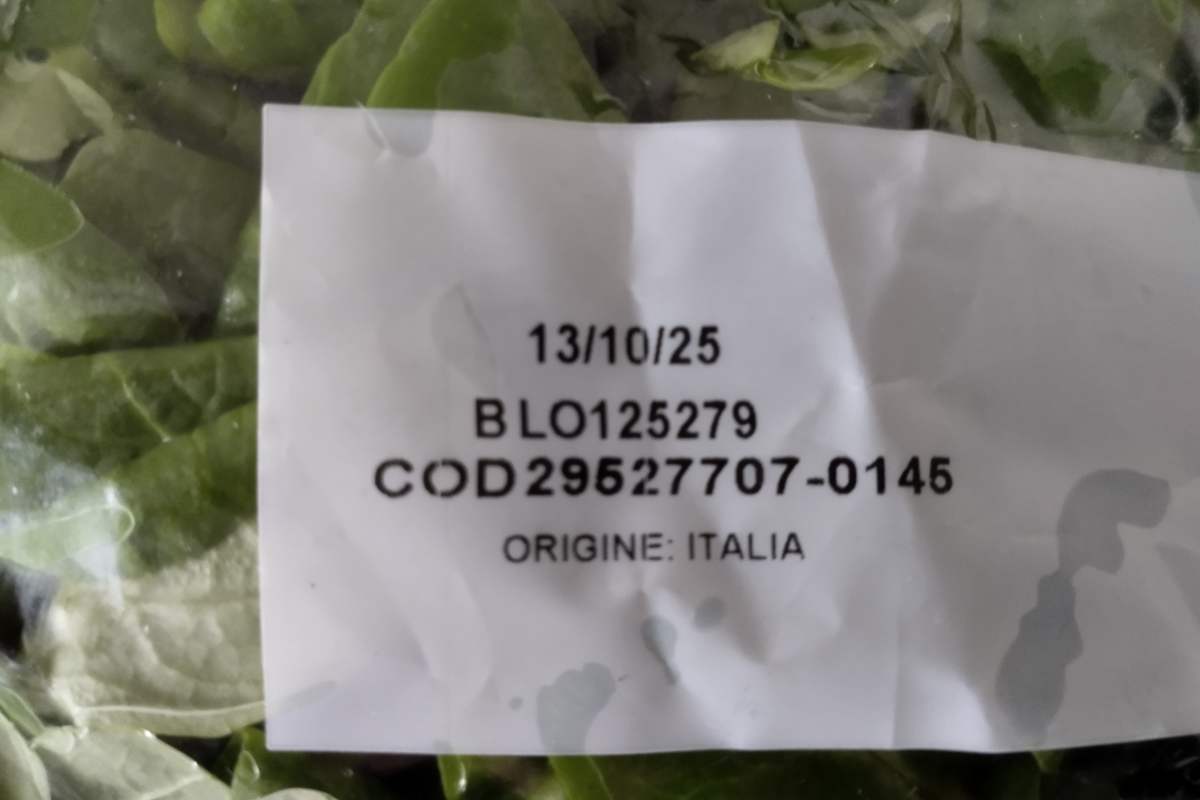 13/10/25
BLO125279
COD29527707-0145
ORIGINE: ITALIA